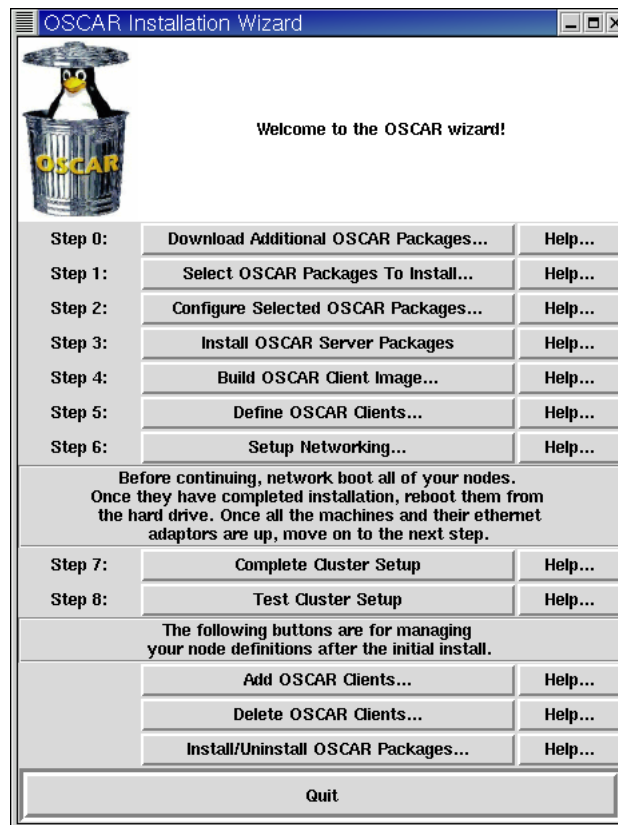 OSCAR Installation Wizard
OSCAR
Welcome to the OSCAR wizard!
Step 0: Download Additional OSCAR Packages... Help...
Step 1: Select OSCAR Packages To Install... Help...
Step 2: Configure Selected OSCAR Packages... Help...
Step 3: Install OSCAR Server Packages Help...
Step 4: Build OSCAR Client Image... Help...
Step 5: Define OSCAR Clients... Help...
Step 6: Setup Networking... Help...
Before continuing, network boot all of your nodes.
Once they have completed installation, reboot them from
the hard drive. Once all the machines and their ethernet
adaptors are up, move on to the next step.
Step 7: Complete Cluster Setup Help...
Step 8: Test Cluster Setup Help...
The following buttons are for managing
your node definitions after the initial install.
Add OSCAR Clients... Help...
Delete OSCAR Clients... Help...
Install/Uninstall OSCAR Packages... Help...
Quit